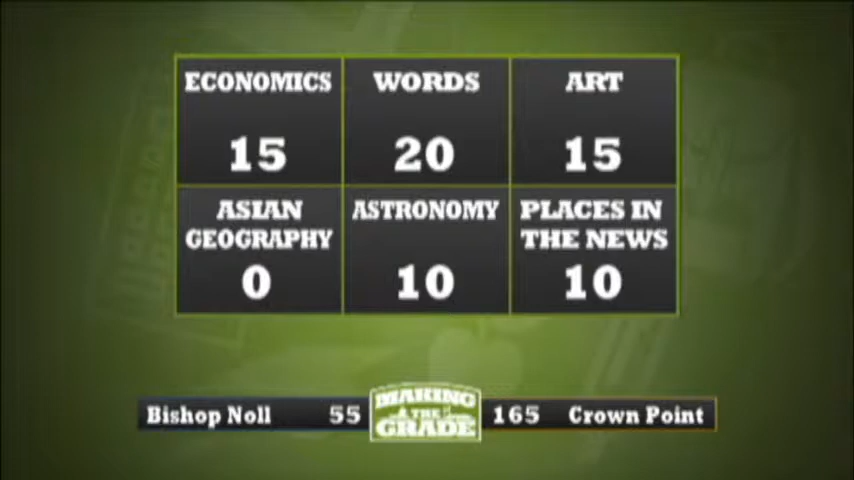 ECONOMICS
WORDS
ART
15
20
15
ASIAN
GEOGRAPHY
ASTRONOMY
PLACES IN
THE NEWS
0
10
10
Bishop Noll 55
MAKING
THE
GRADE
165 Crown Point